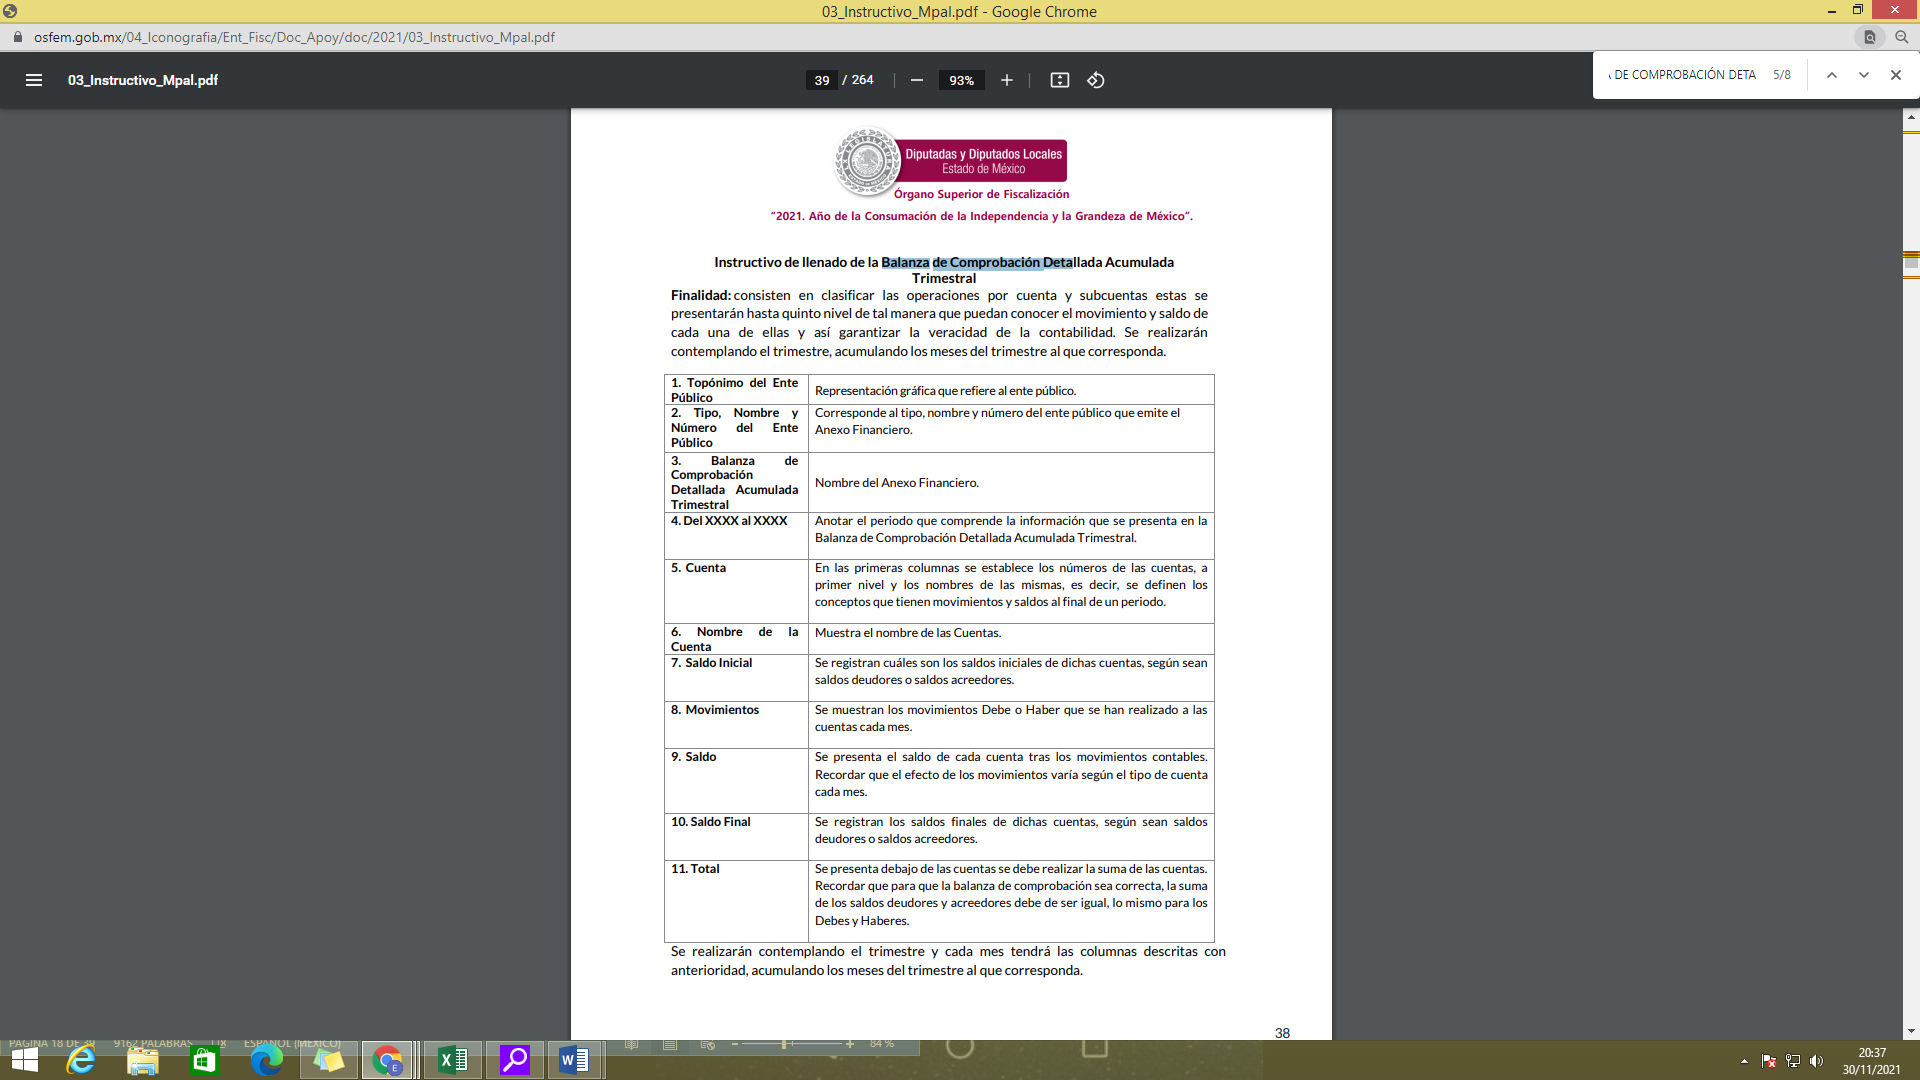 03_Instructivo_Mpal.pdf - Google Chrome
osfem.gob.mx/04_Iconografia/Ent_Fisc/Doc_Apoy/doc/2021/03_Instructivo_Mpal.pdf
03_Instructivo_Mpal.pdf
39 / 264
93%
DE COMPROBACIÓN DETA 5/8
Diputadas y Diputados Locales
Estado de México
Órgano Superior de Fiscalización
"2021. Año de la Consumación de la Independencia y la Grandeza de México".
Instructivo de llenado de la Balanza de Comprobación Detallada Acumulada
Trimestral
Finalidad: consisten en clasificar las operaciones por cuenta y subcuentas estas se
presentarán hasta quinto nivel de tal manera que puedan conocer el movimiento y saldo de
cada una de ellas y así garantizar la veracidad de la contabilidad. Se realizarán
contemplando el trimestre, acumulando los meses del trimestre al que corresponda.
1. Topónimo del Ente
Público
Representación gráfica que refiere al ente público.
2. Tipo, Nombre y
Número del Ente
Público
Corresponde al tipo, nombre y número del ente público que emite el
Anexo Financiero.
3. Balanza de
Comprobación
Detallada Acumulada
Trimestral
Nombre del Anexo Financiero.
4. Del XXXX al XXXX
Anotar el periodo que comprende la información que se presenta en la
Balanza de Comprobación Detallada Acumulada Trimestral.
5. Cuenta
En las primeras columnas se establece los números de las cuentas, a
primer nivel y los nombres de las mismas, es decir, se definen los
conceptos que tienen movimientos y saldos al final de un periodo.
6. Nombre de la
Cuenta
Muestra el nombre de las Cuentas.
7. Saldo Inicial
Se registran cuáles son los saldos iniciales de dichas cuentas, según sean
saldos deudores o saldos acreedores.
8. Movimientos
Se muestran los movimientos Debe o Haber que se han realizado a las
cuentas cada mes.
9. Saldo
Se presenta el saldo de cada cuenta tras los movimientos contables.
Recordar que el efecto de los movimientos varía según el tipo de cuenta
cada mes.
10. Saldo Final
Se registran los saldos finales de dichas cuentas, según sean saldos
deudores o saldos acreedores.
11. Total
Se presenta debajo de las cuentas se debe realizar la suma de las cuentas.
Recordar que para que la balanza de comprobación sea correcta, la suma
de los saldos deudores y acreedores debe de ser igual, lo mismo para los
Debes y Haberes.
Se realizarán contemplando el trimestre y cada mes tendrá las columnas descritas con
anterioridad, acumulando los meses del trimestre al que corresponda.
38
PÁGINA 18 DE 39 9162 PALABRAS ESPAÑOL (MÉXICO) 84 %
20:37
30/11/2021